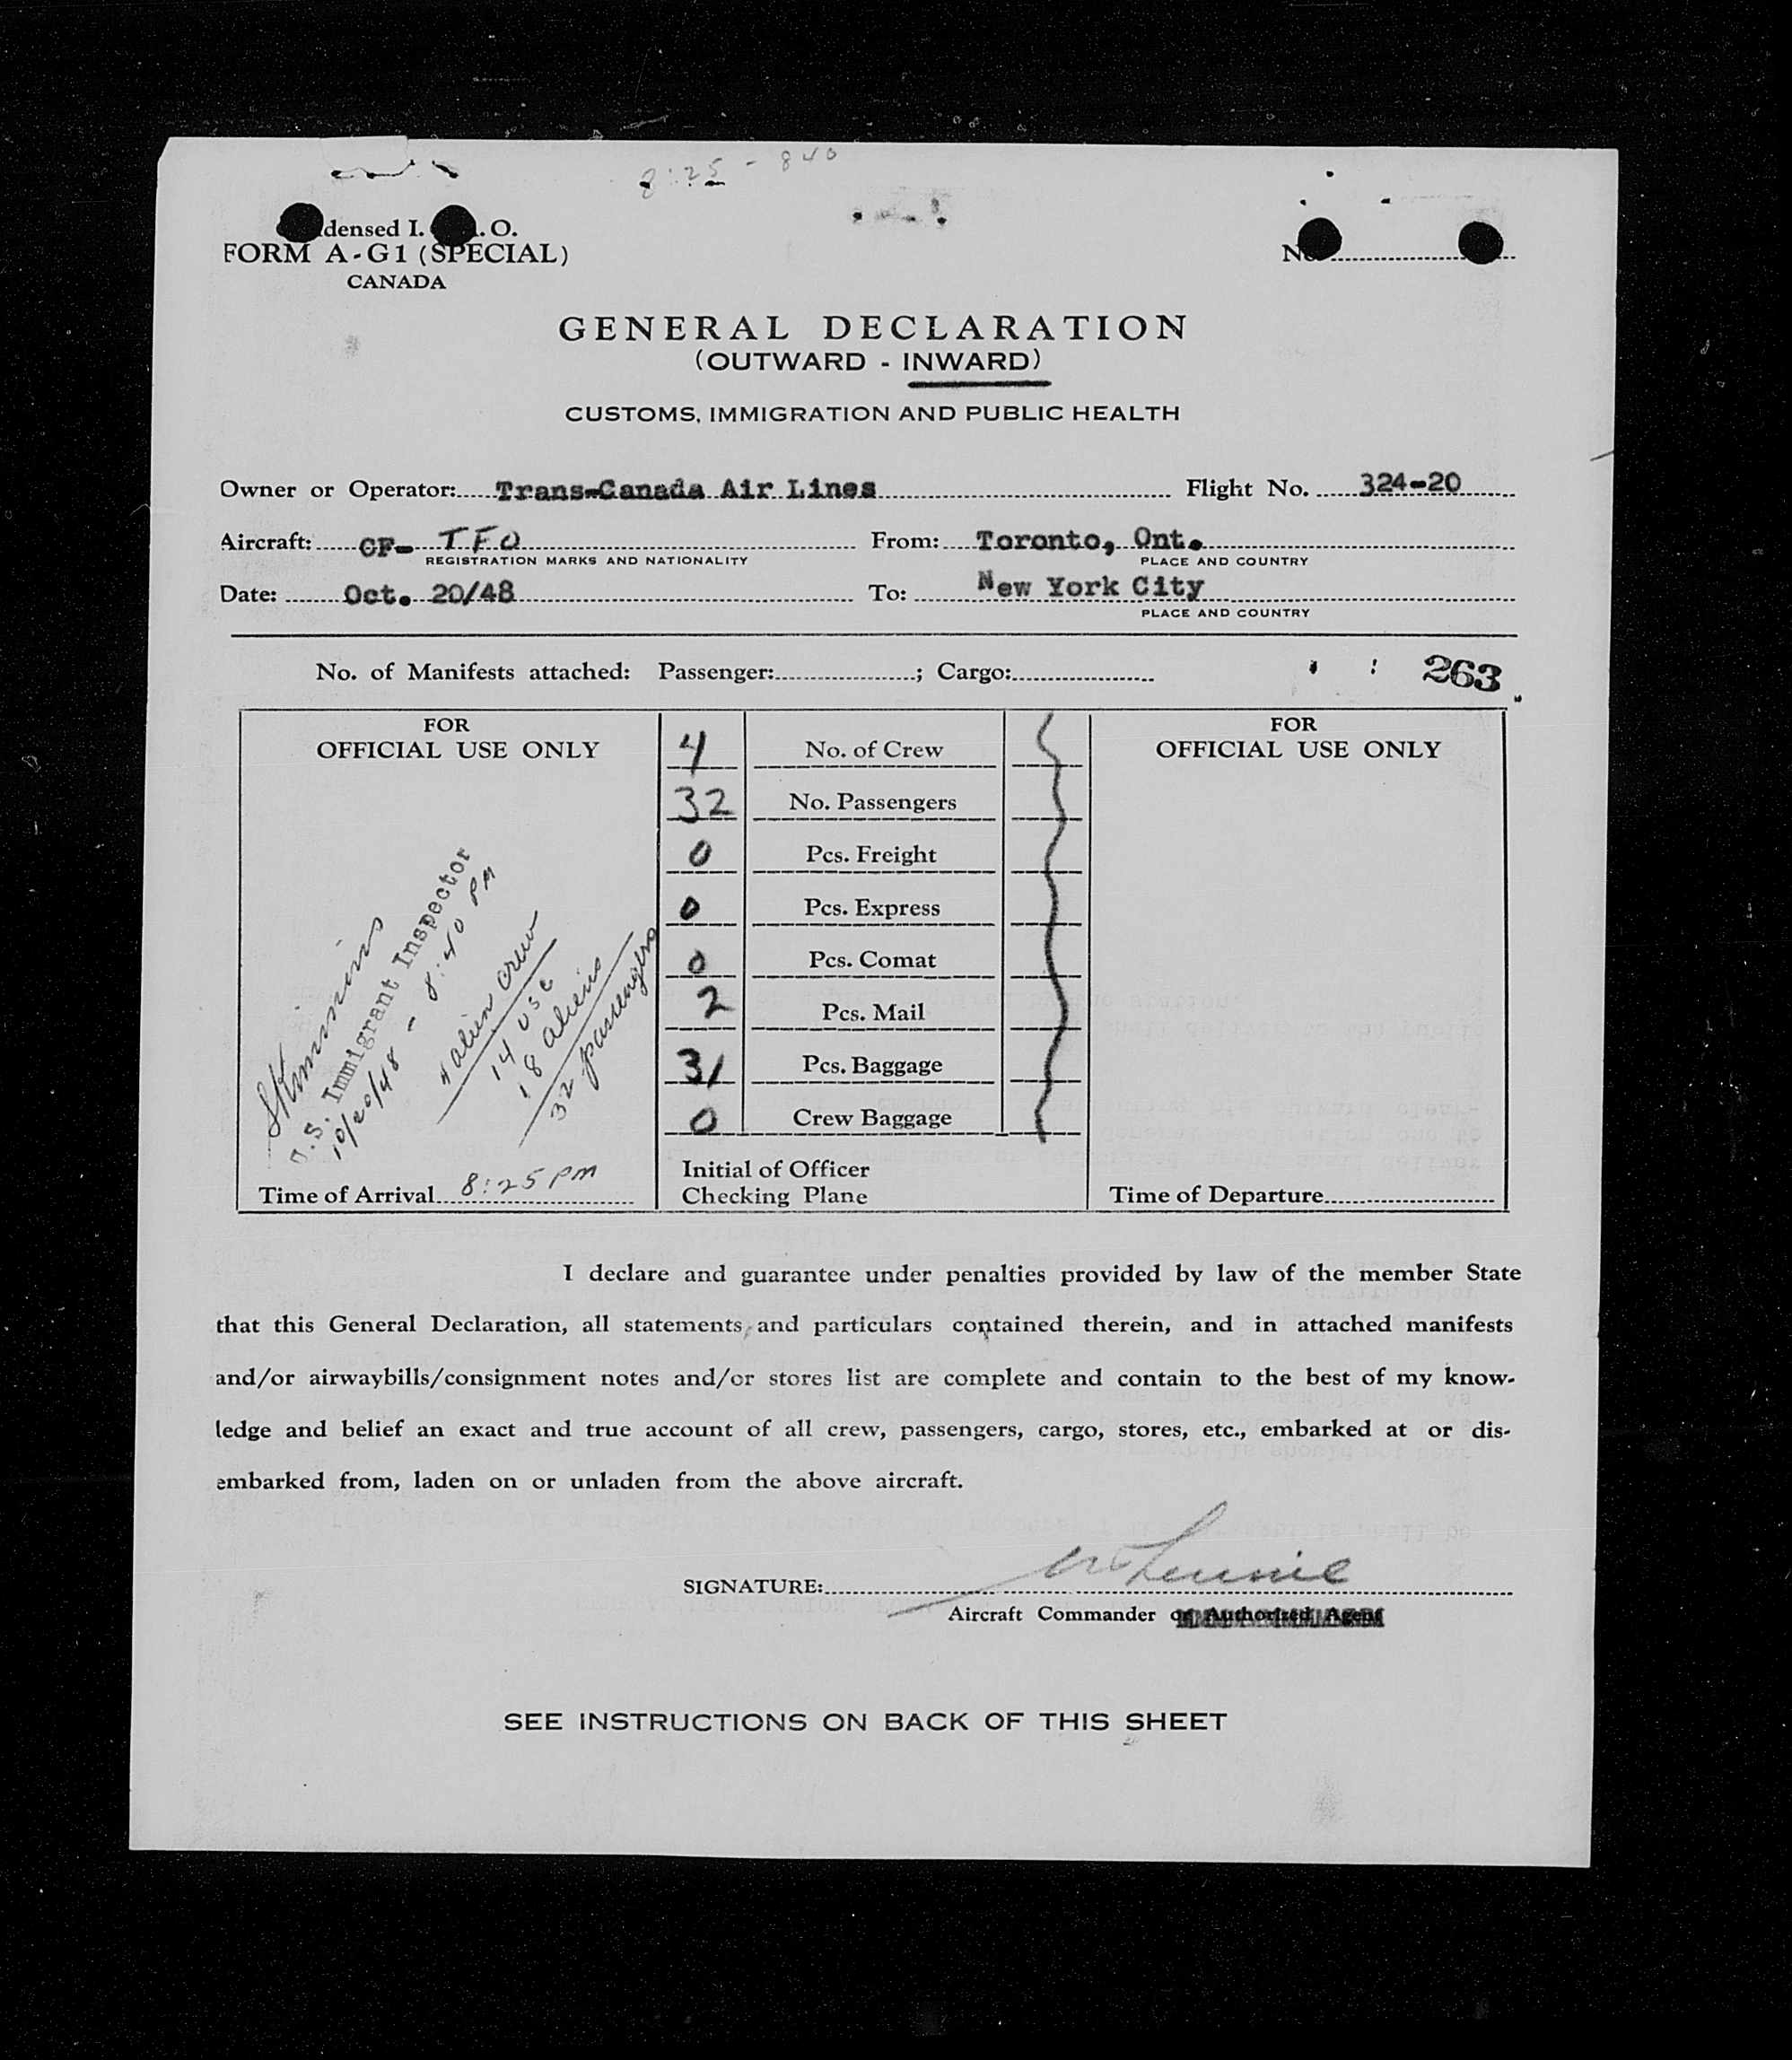 8:25 - 840
densed I. . O.
FORM A-G1 (SPECIAL)
CANADA
No
GENERAL DECLARATION
(OUTWARD - INWARD)
CUSTOMS, IMMIGRATION AND PUBLIC HEALTH
Owner or Operator: Trans-Canada Air Lines Flight No. 324-20
Aircraft: CF- TFO From: Toronto, Ont.
REGISTRATION MARKS AND NATIONALITY PLACE AND COUNTRY
Date: Oct. 20/48 To: New York City
PLACE AND COUNTRY
No. of Manifests attached: Passenger: ; Cargo: 263
FOR
OFFICIAL USE ONLY
U.S. Immigrant Inspector
10/20/48 - 8:40 PM
4 alien crew
14 USC
18 aliens
32 passengers
Time of Arrival 8:25 PM
4 No. of Crew
32 No. Passengers
0 Pcs. Freight
0 Pcs. Express
0 Pcs. Comat
2 Pcs. Mail
31 Pcs. Baggage
0 Crew Baggage
Initial of Officer
Checking Plane
FOR
OFFICIAL USE ONLY
Time of Departure
I declare and guarantee under penalties provided by law of the member State
that this General Declaration, all statements and particulars contained therein, and in attached manifests
and/or airwaybills/consignment notes and/or stores list are complete and contain to the best of my know-
ledge and belief an exact and true account of all crew, passengers, cargo, stores, etc., embarked at or dis-
embarked from, laden on or unladen from the above aircraft.
SIGNATURE:
Aircraft Commander or Authorized Agent
SEE INSTRUCTIONS ON BACK OF THIS SHEET